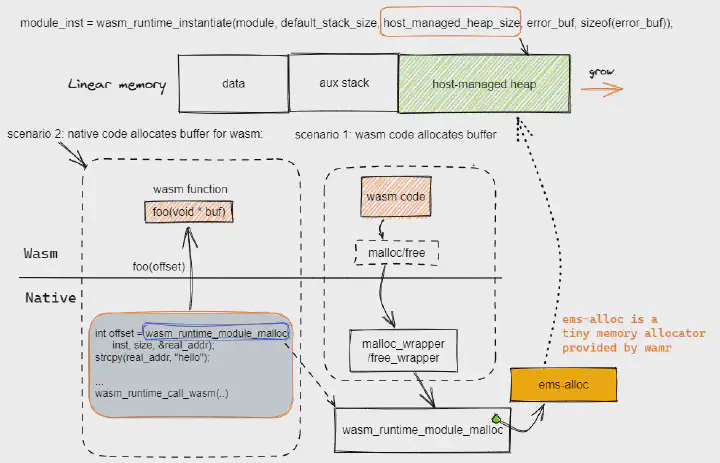 module_inst = wasm_runtime_instantiate(module, default_stack_size, host_managed_heap_size, error_buf, sizeof(error_buf));
Linear memory
data
aux stack
host-managed heap
grow
scenario 2: native code allocates buffer for wasm:
scenario 1: wasm code allocates buffer
wasm function
foo(void * buf)
wasm code
malloc/free
foo(offset)
Wasm
Native
int offset = wasm_runtime_module_malloc
inst, size, &real_addr);
strcpy(real_addr, "hello");
...
wasm_runtime_call_wasm(..)
malloc_wrapper
/free_wrapper
ems-alloc is a
tiny memory allocator
provided by wamr
ems-alloc
wasm_runtime_module_malloc